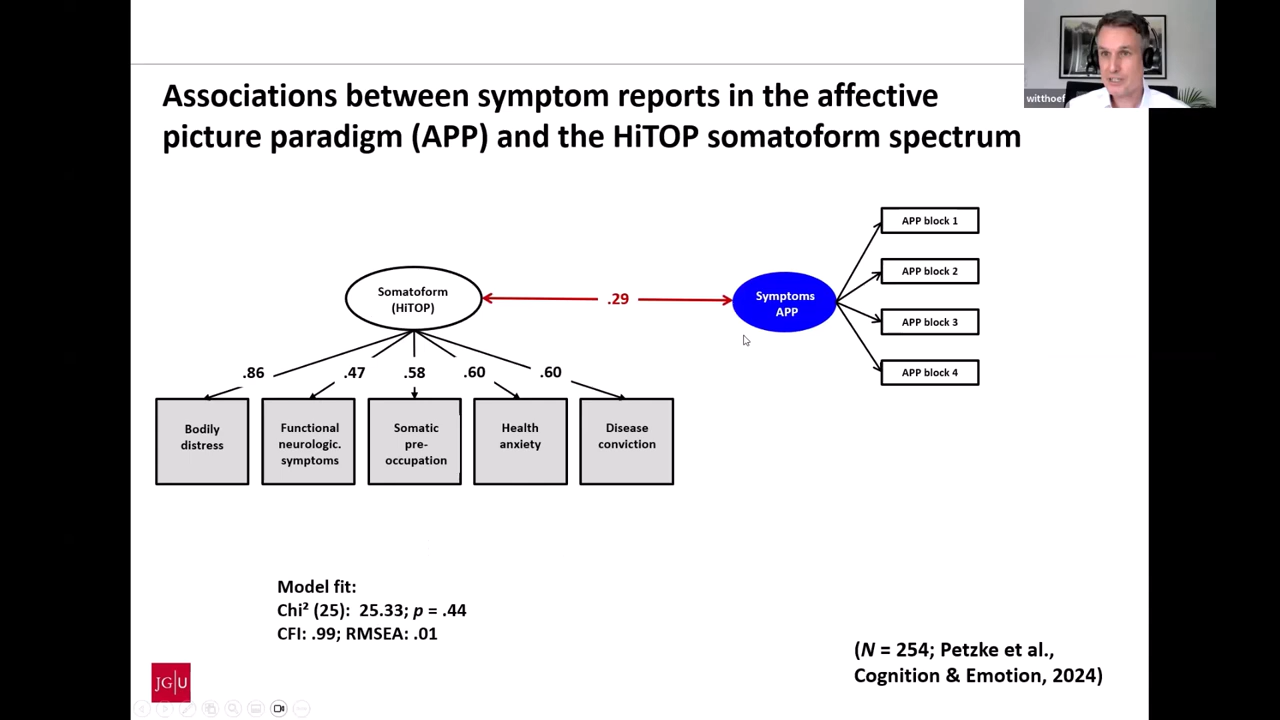 witthoef
Associations between symptom reports in the affective
picture paradigm (APP) and the HiTOP somatoform spectrum
APP block 1
APP block 2
APP block 3
APP block 4
Somatoform
(HiTOP)
.29
Symptoms
APP
.86
.47
.58
.60
.60
Bodily
distress
Functional
neurologic.
symptoms
Somatic
pre-
occupation
Health
anxiety
Disease
conviction
Model fit:
Chi² (25): 25.33; p = .44
CFI: .99; RMSEA: .01
(N = 254; Petzke et al.,
Cognition & Emotion, 2024)
JG|U